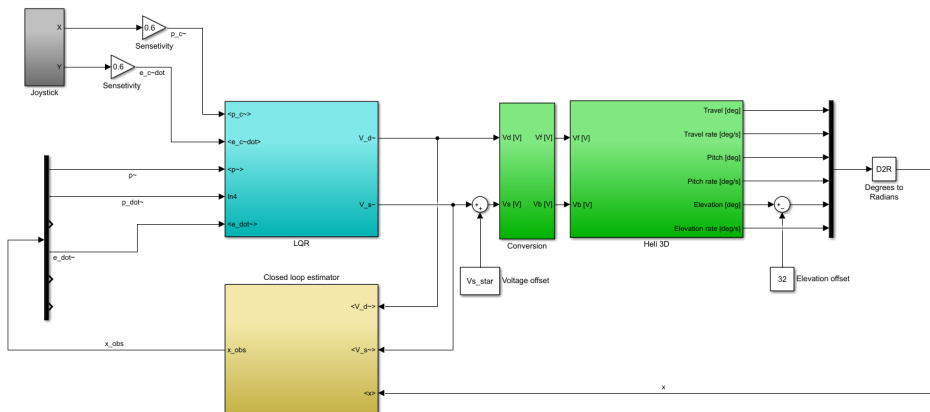 X
0.6
p_c~
Sensetivity
Y
0.6
e_c~dot
Sensetivity
Joystick
<p_c~>
<e_c~dot>
<p~>
In4
<e_dot~>
V_d~
V_s~
LQR
p~
p_dot~
e_dot~
Vd [V]
Vf [V]
Vs [V]
Vb [V]
Conversion
Vf [V]
Vb [V]
Travel [deg]
Travel rate [deg/s]
Pitch [deg]
Pitch rate [deg/s]
Elevation [deg]
Elevation rate [deg/s]
Heli 3D
D2R
Degrees to
Radians
+
+
+
−
Vs_star
Voltage offset
32
Elevation offset
Closed loop estimator
<V_d~>
<V_s~>
<x>
x_obs
x_obs
x